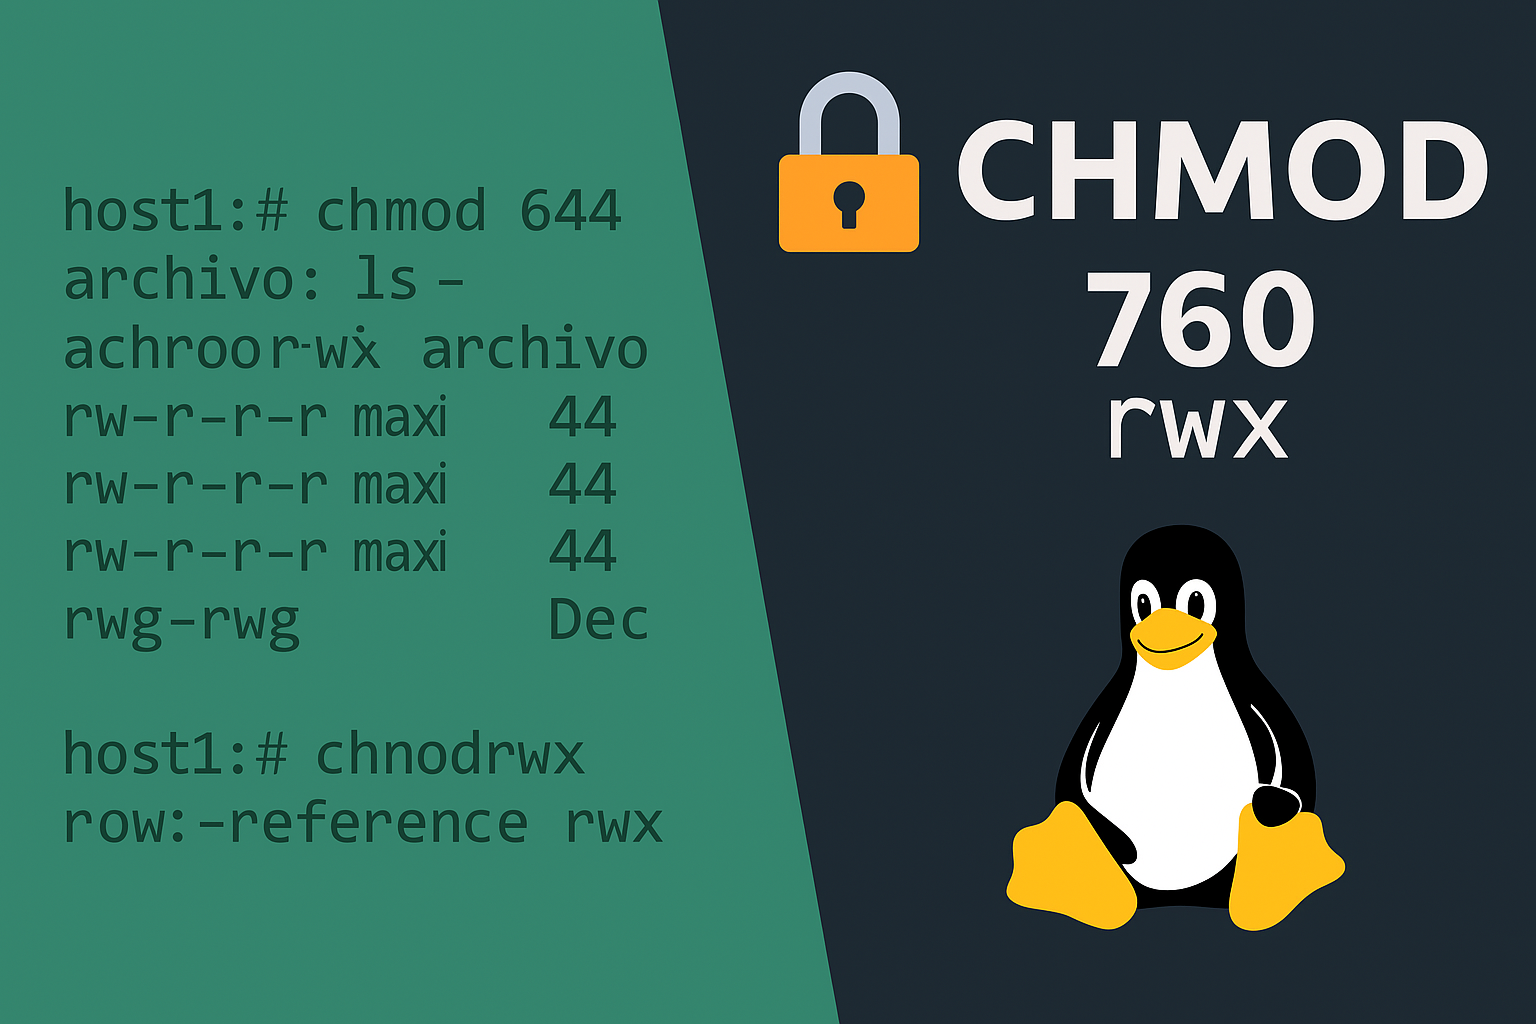 host1:# chmod 644
archivo: ls –
achroor-wẋ archivo
rw–r–r–r maxi 44
rw–r–r–r maxi 44
rw–r–r–r maxi 44
rwg–rwg Dec
host1:# chnodrwx
row:–reference rwx
CHMOD
760
rwx